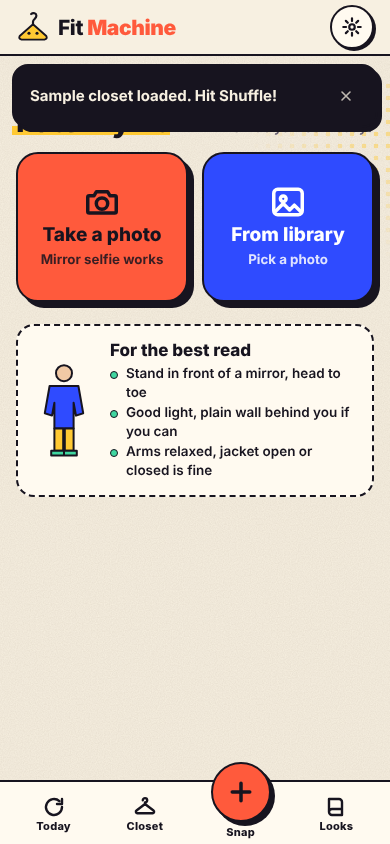 Fit Machine
Sample closet loaded. Hit Shuffle!
Take a photo
Mirror selfie works
From library
Pick a photo
For the best read
Stand in front of a mirror, head to
toe
Good light, plain wall behind you if
you can
Arms relaxed, jacket open or
closed is fine
Today
Closet
Snap
Looks